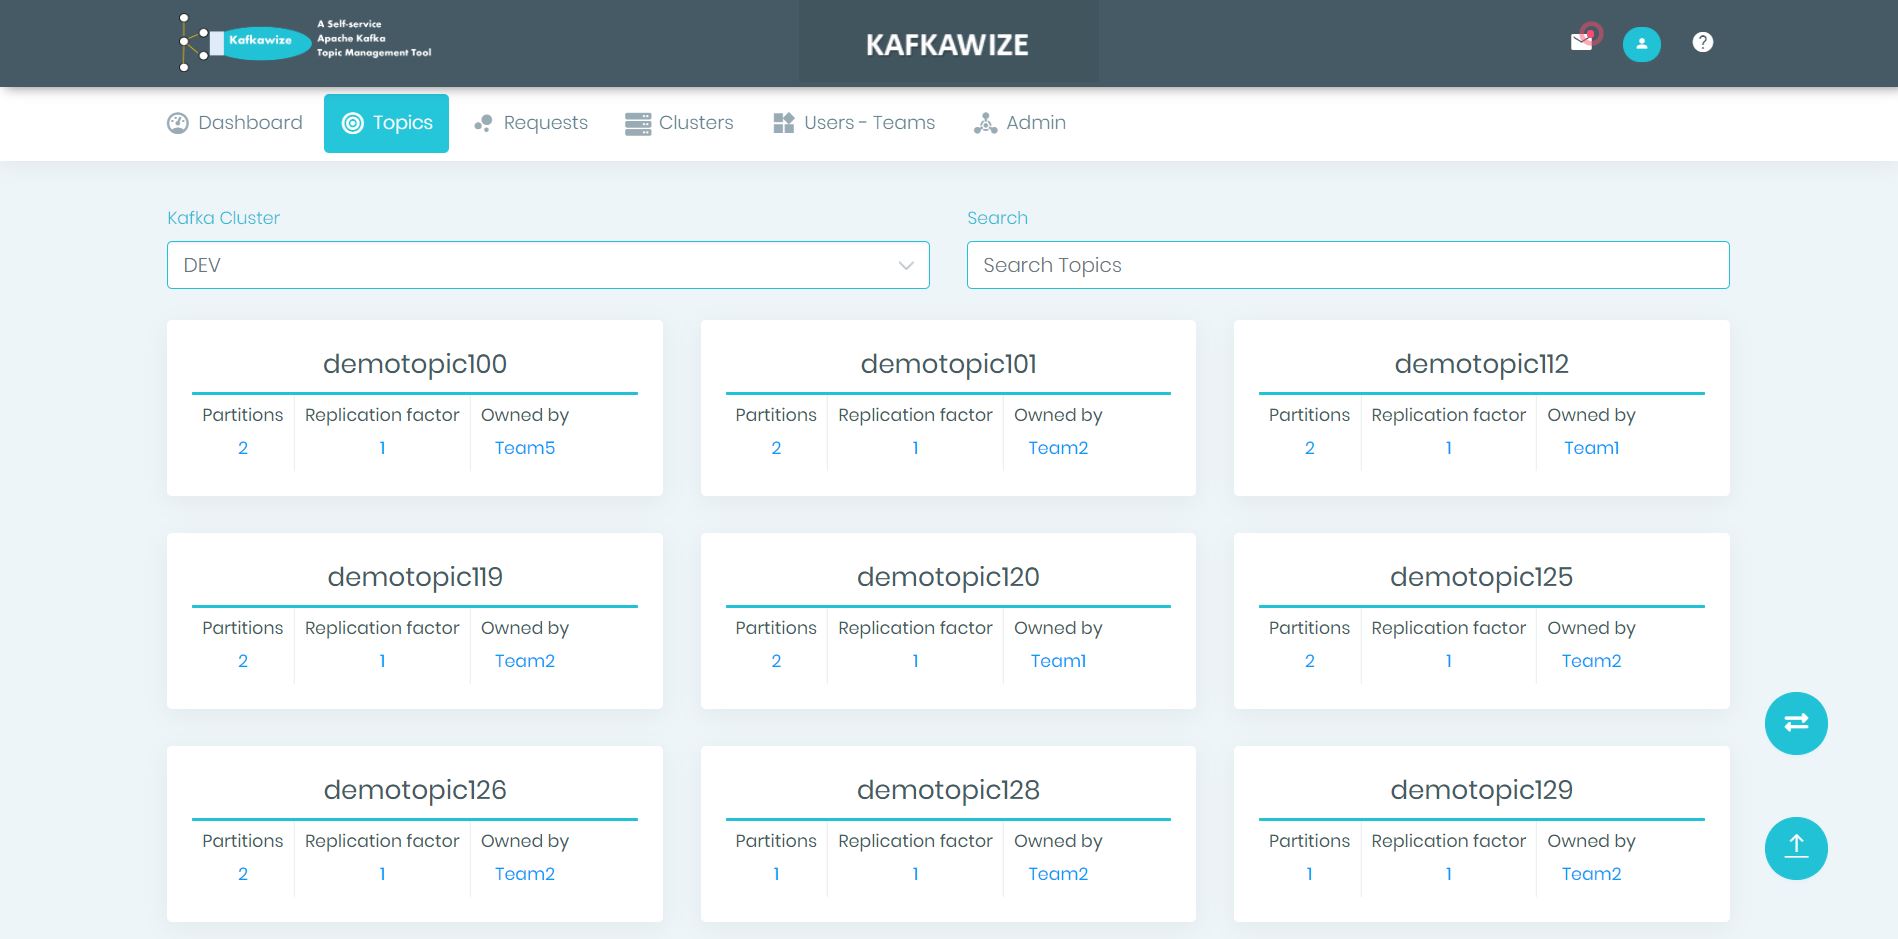 Kafkawize
A Self-service
Apache Kafka
Topic Management Tool
KAFKAWIZE
Dashboard
Topics
Requests
Clusters
Users - Teams
Admin
Kafka Cluster
Search
DEV
Search Topics
demotopic100
Partitions Replication factor Owned by
2 1 Team5
demotopic101
Partitions Replication factor Owned by
2 1 Team2
demotopic112
Partitions Replication factor Owned by
2 1 Team1
demotopic119
Partitions Replication factor Owned by
2 1 Team2
demotopic120
Partitions Replication factor Owned by
2 1 Team1
demotopic125
Partitions Replication factor Owned by
2 1 Team2
demotopic126
Partitions Replication factor Owned by
2 1 Team2
demotopic128
Partitions Replication factor Owned by
1 1 Team2
demotopic129
Partitions Replication factor Owned by
1 1 Team2